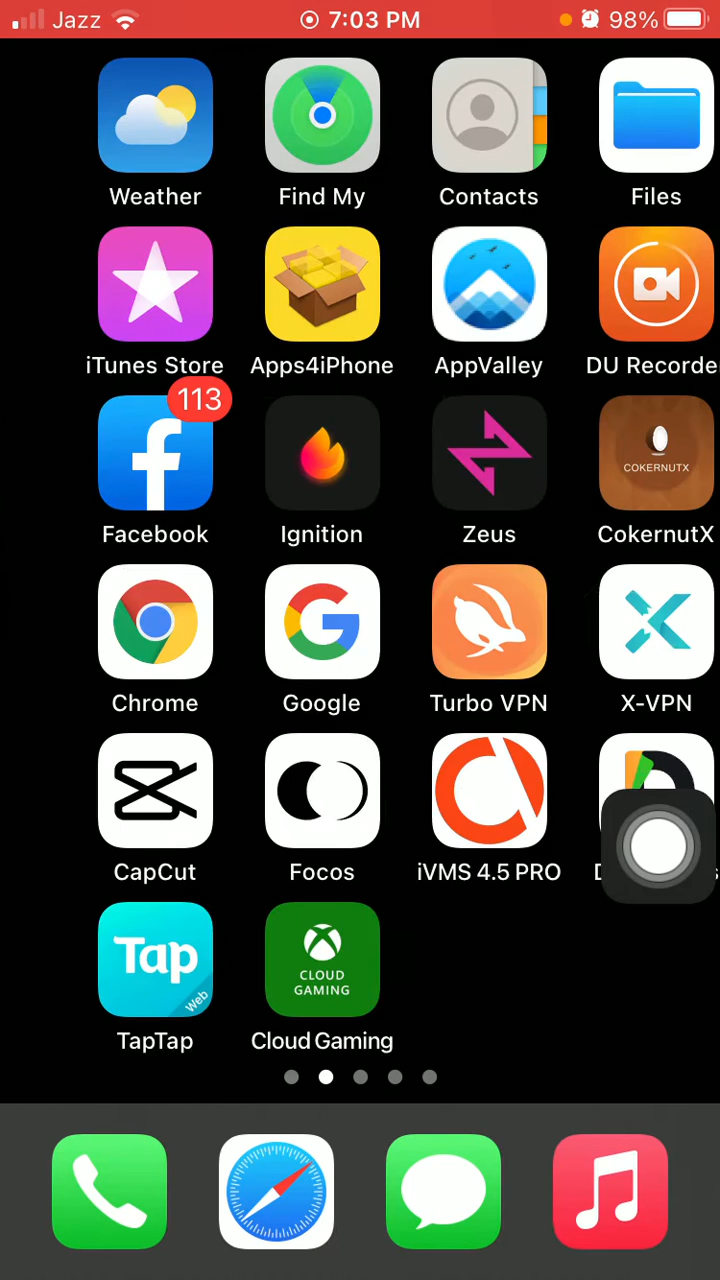 Jazz 7:03 PM 98%
Weather Find My Contacts Files
iTunes Store Apps4iPhone AppValley DU Recorde
113
COKERNUTX
Facebook Ignition Zeus CokernutX
Chrome Google Turbo VPN X-VPN
CapCut Focos iVMS 4.5 PRO
Tap Web CLOUD
GAMING
TapTap Cloud Gaming